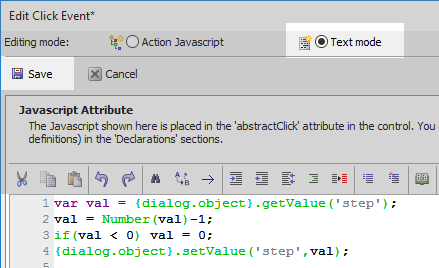 Edit Click Event*
Editing mode: Action Javascript Text mode
Save Cancel
Javascript Attribute
The Javascript shown here is placed in the 'abstractClick' attribute in the control. You
definitions) in the 'Declarations' sections.
1 var val = {dialog.object}.getValue('step');
2 val = Number(val)-1;
3 if(val < 0) val = 0;
4 {dialog.object}.setValue('step',val);
5